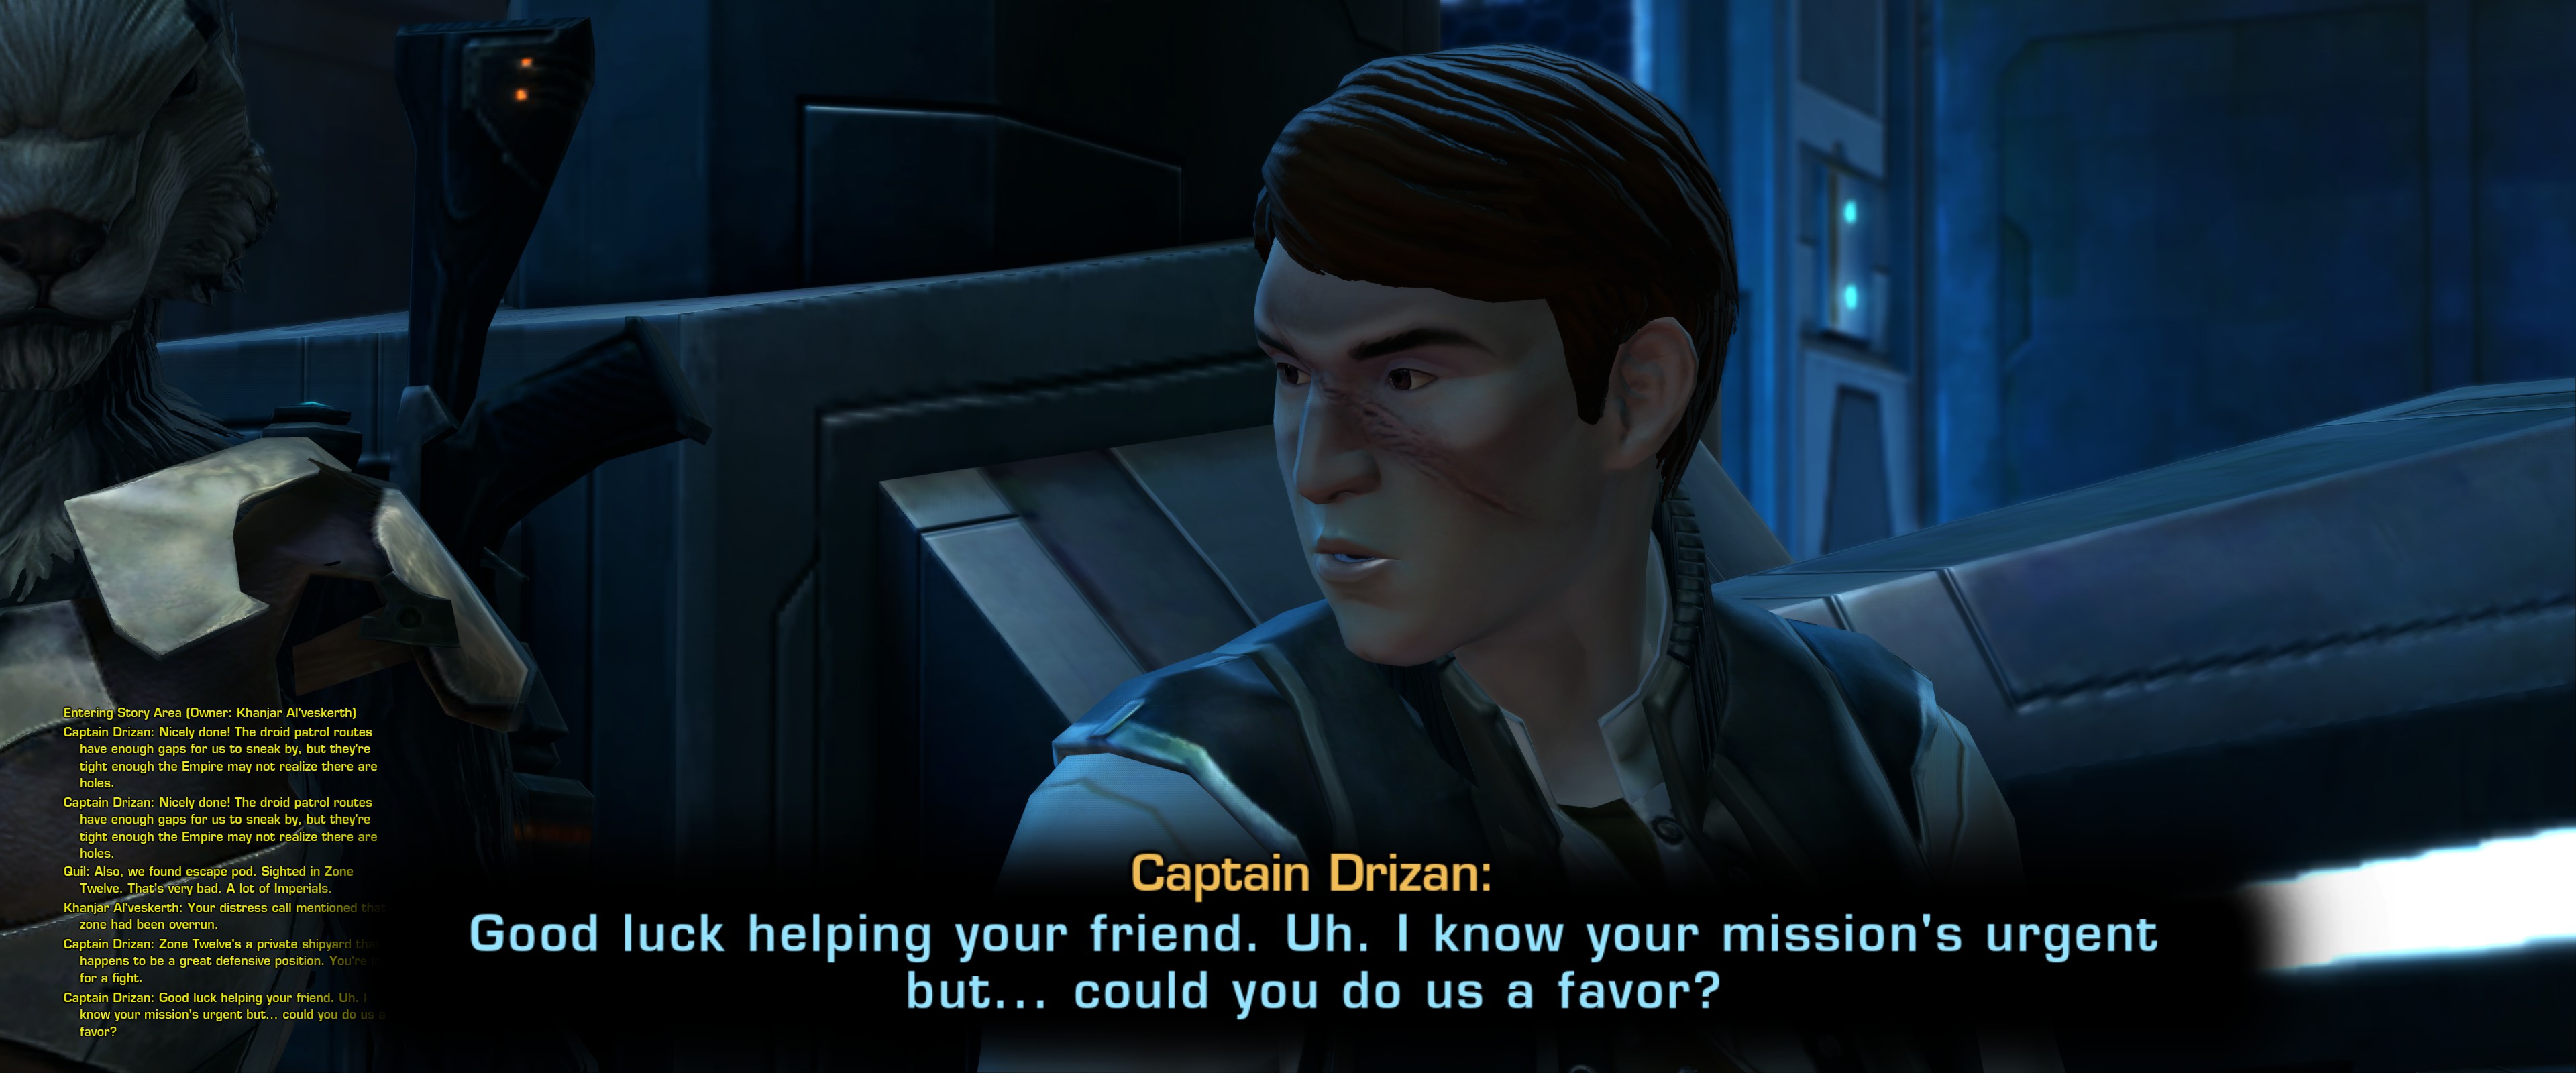 Entering Story Area (Owner: Khanjar Al'veskerth)
Captain Drizan: Nicely done! The droid patrol routes
have enough gaps for us to sneak by, but they're
tight enough the Empire may not realize there are
holes.
Captain Drizan: Nicely done! The droid patrol routes
have enough gaps for us to sneak by, but they're
tight enough the Empire may not realize there are
holes.
Quil: Also, we found escape pod. Sighted in Zone
Twelve. That's very bad. A lot of Imperials.
Khanjar Al'veskerth: Your distress call mentioned that
zone had been overrun.
Captain Drizan: Zone Twelve's a private shipyard that
happens to be a great defensive position. You're
for a fight.
Captain Drizan: Good luck helping your friend. Uh. I
know your mission's urgent but... could you do us a
favor?
Captain Drizan:
Good luck helping your friend. Uh. I know your mission's urgent
but... could you do us a favor?